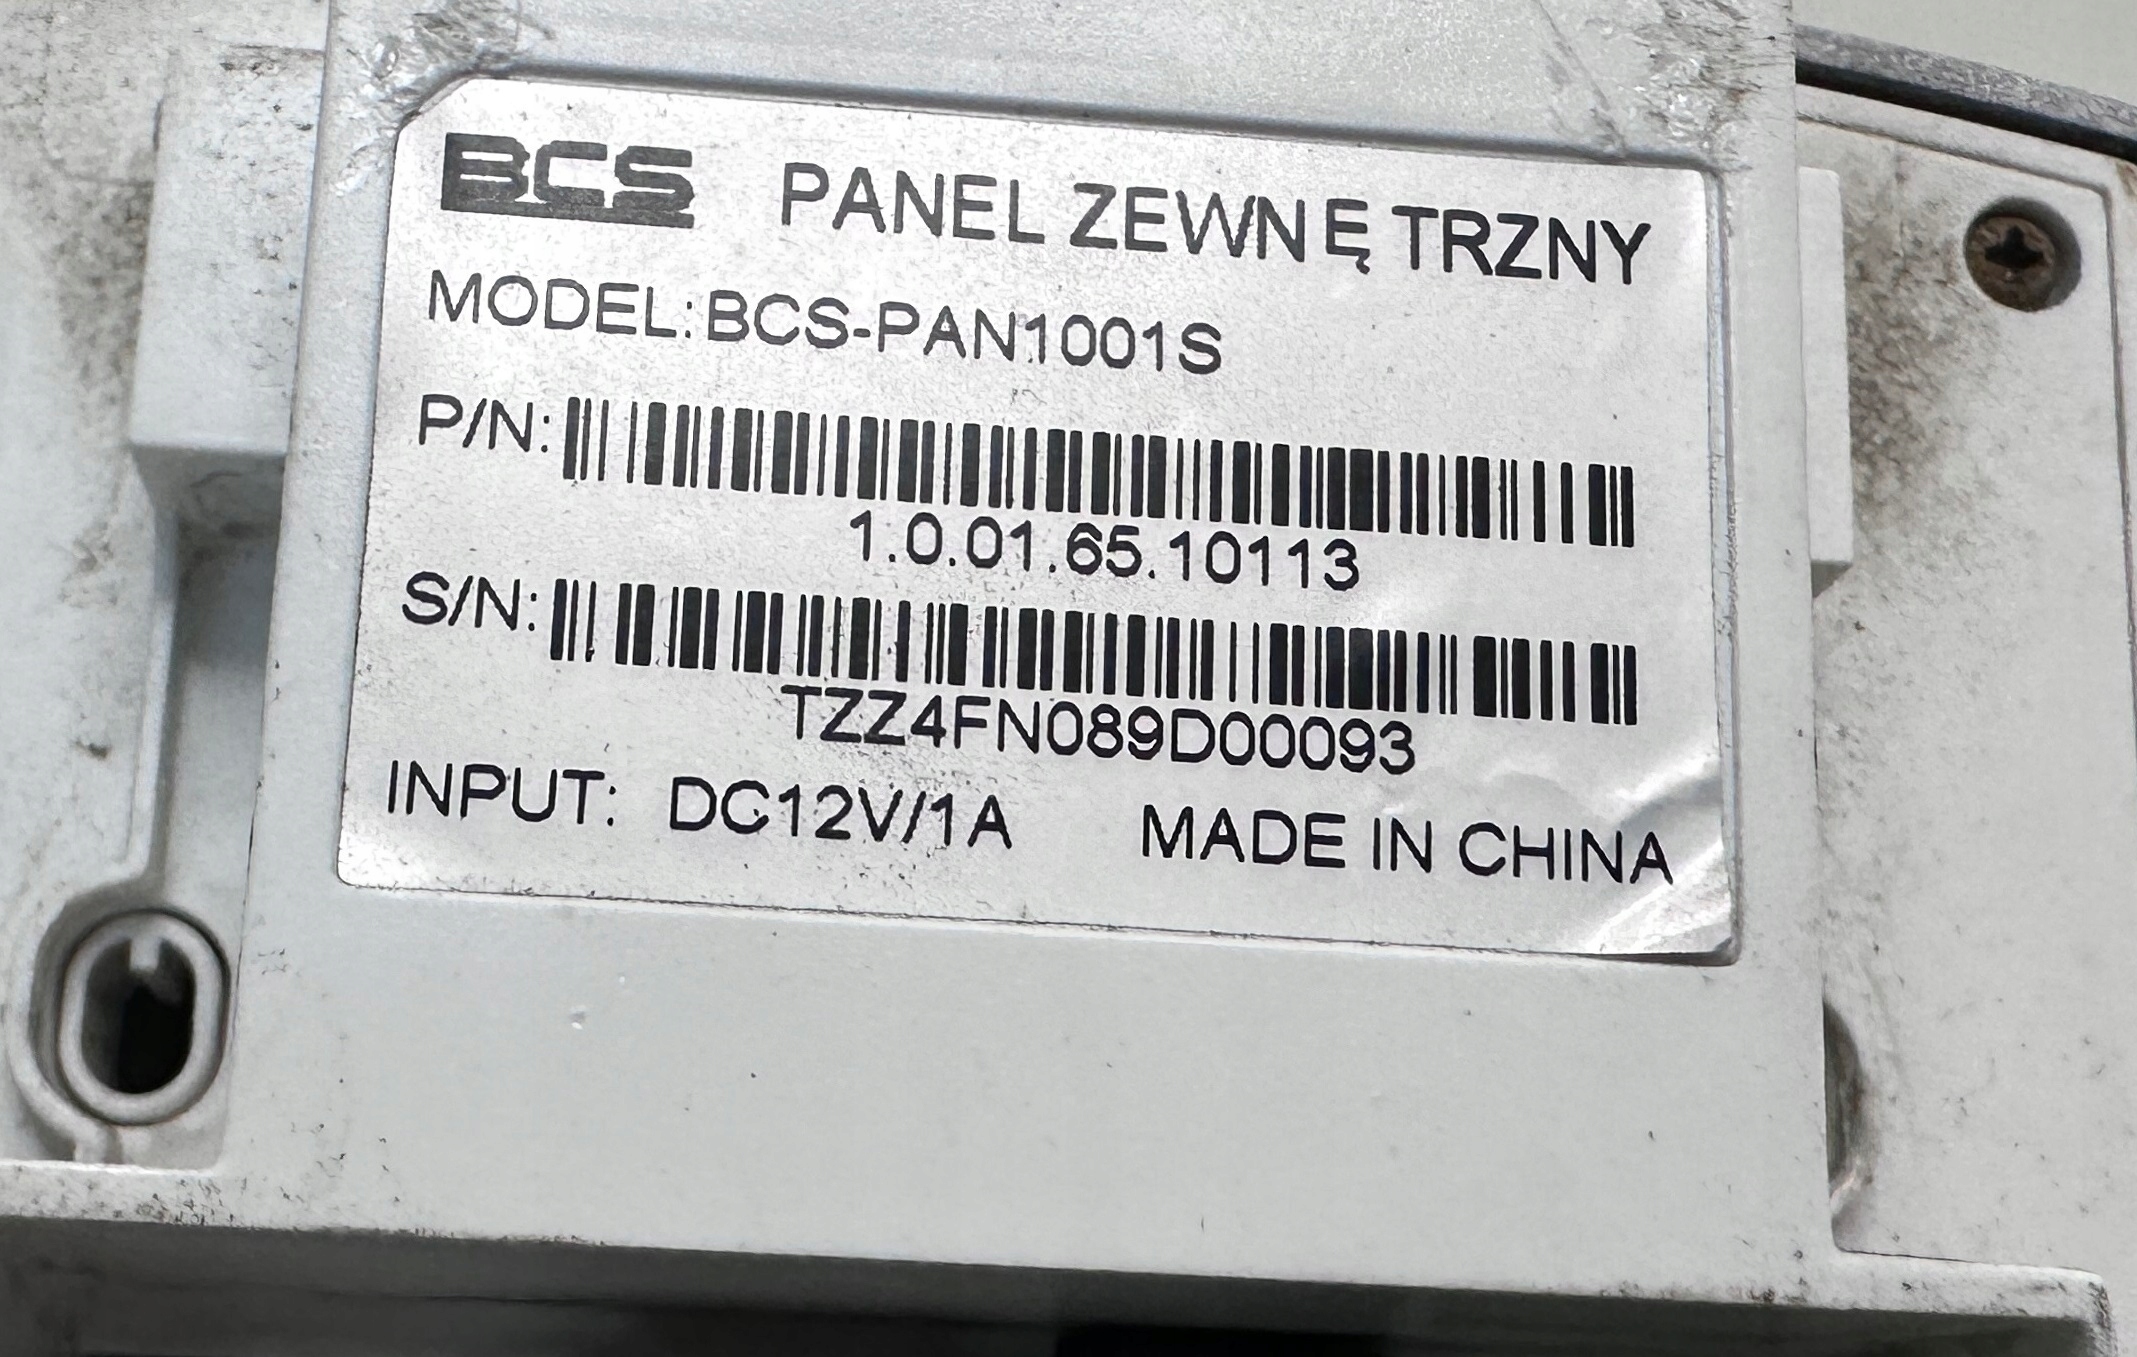 BCS PANEL ZEWNĘTRZNY
MODEL:BCS-PAN1001S
P/N:
1.0.01.65.10113
S/N:
TZZ4FN089D00093
INPUT: DC12V/1A MADE IN CHINA